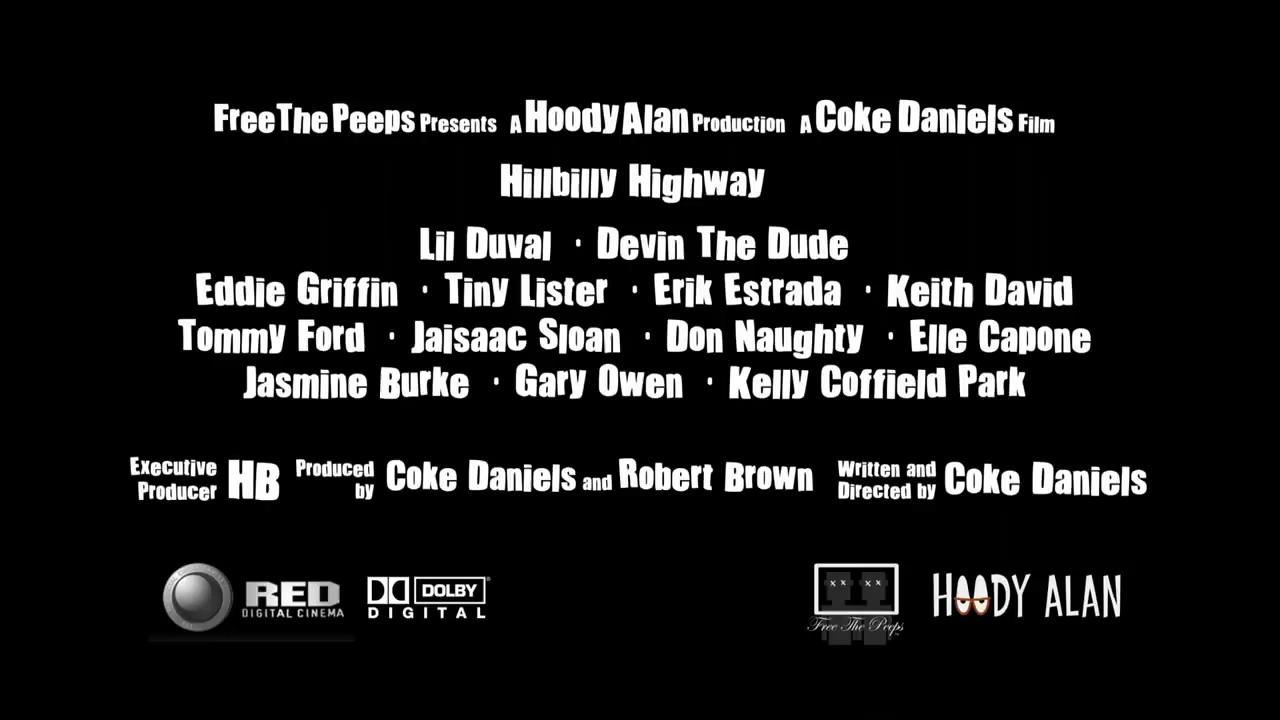 FreeThePeeps Presents A HoodyAlan Production A Coke Daniels Film
Hillbilly Highway
Lil Duval · Devin The Dude
Eddie Griffin · Tiny Lister · Erik Estrada · Keith David
Tommy Ford · Jaisaac Sloan · Don Naughty · Elle Capone
Jasmine Burke · Gary Owen · Kelly Coffield Park
Executive Producer HB Produced by Coke Daniels and Robert Brown Written and Directed by Coke Daniels
RED DIGITAL CINEMA
DOLBY DIGITAL
xx xx
Free The Peeps
HOODY ALAN